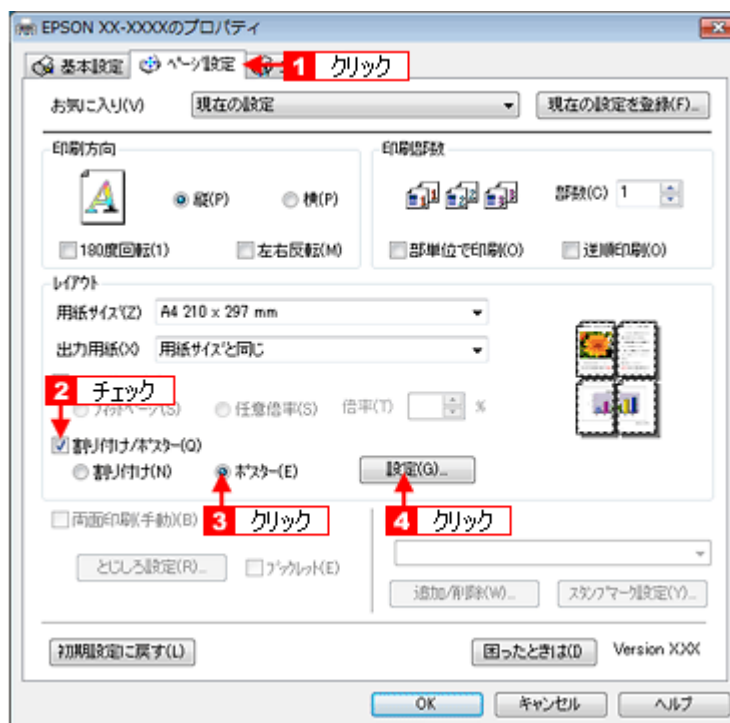 EPSON XX-XXXXのプロパティ
基本設定 ページ設定 1 クリック
お気に入り(V) 現在の設定 現在の設定を登録(F)...
印刷方向 印刷部数
縦(P) 横(P) 部数(C) 1
180度回転(1) 左右反転(M) 部単位で印刷(O) 逆順印刷(O)
レイアウト
用紙サイズ(Z) A4 210 x 297 mm
出力用紙(X) 用紙サイズと同じ
2 チェック
フィットページ(S) 任意倍率(S) 倍率(T) %
割り付け/ポスター(Q)
割り付け(N) ポスター(E) 設定(G)...
3 クリック 4 クリック
両面印刷(手動)(B)
とじしろ設定(R)... ブックレット(E)
追加/削除(W)... スタンプマーク設定(Y)...
初期設定に戻す(L) 困ったときは(I) Version X.XX
OK キャンセル ヘルプ